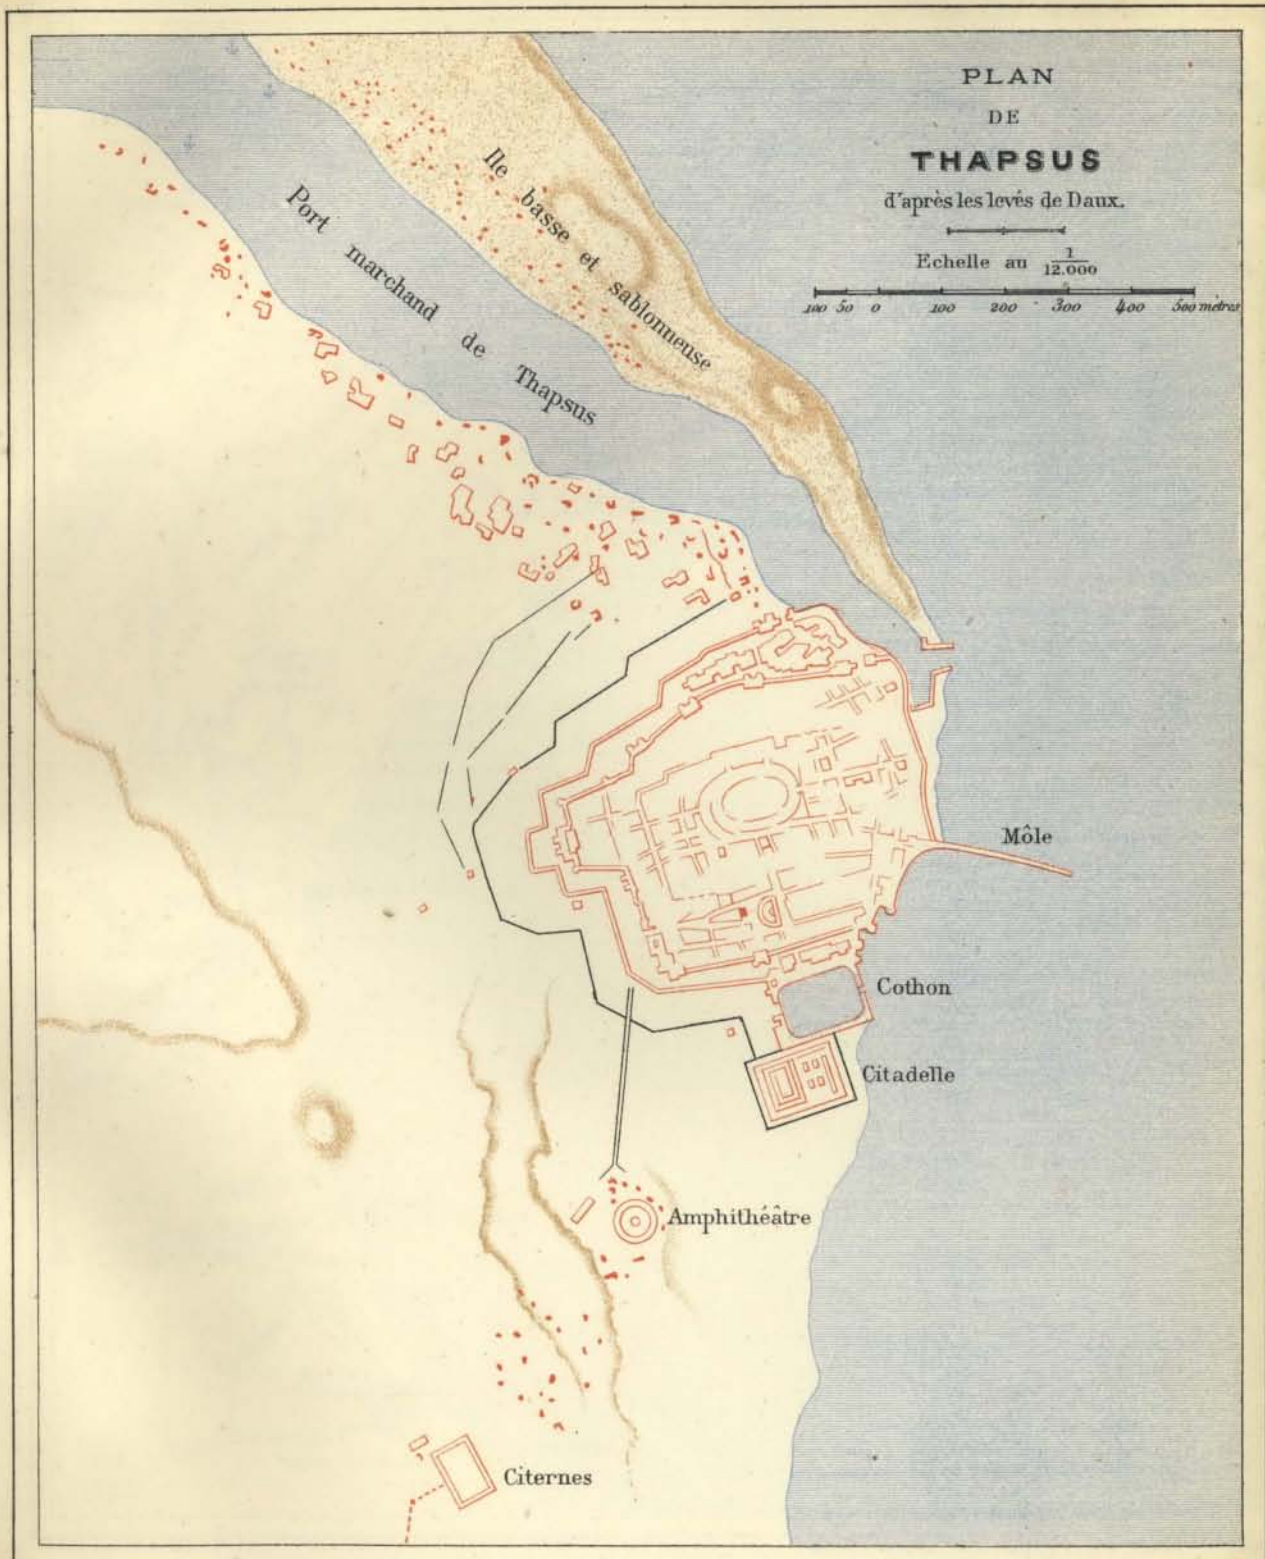 PLAN
DE
THAPSUS
d'après les levés de Daux.
Echelle au 1/12.000
100 50 0 100 200 300 400 500 mètres
Ile basse et sablonneuse
Port marchand de Thapsus
Môle
Cothon
Citadelle
Amphithéâtre
Citernes